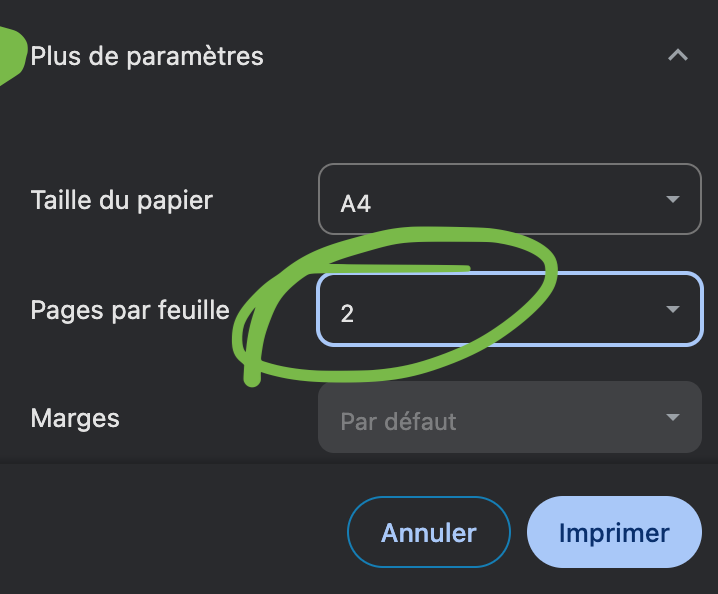 Plus de paramètres
Taille du papier A4
Pages par feuille 2
Marges Par défaut
Annuler Imprimer